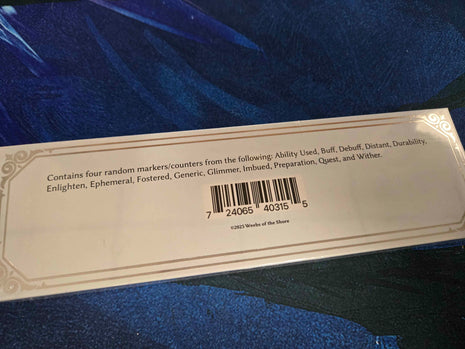 Contains four random markers/counters from the following: Ability Used, Buff, Debuff, Distant, Durability,
Enlighten, Ephemeral, Fostered, Generic, Glimmer, Imbued, Preparation, Quest, and Wither.
7 24065 40315 5
©2023 Weebs of the Shore